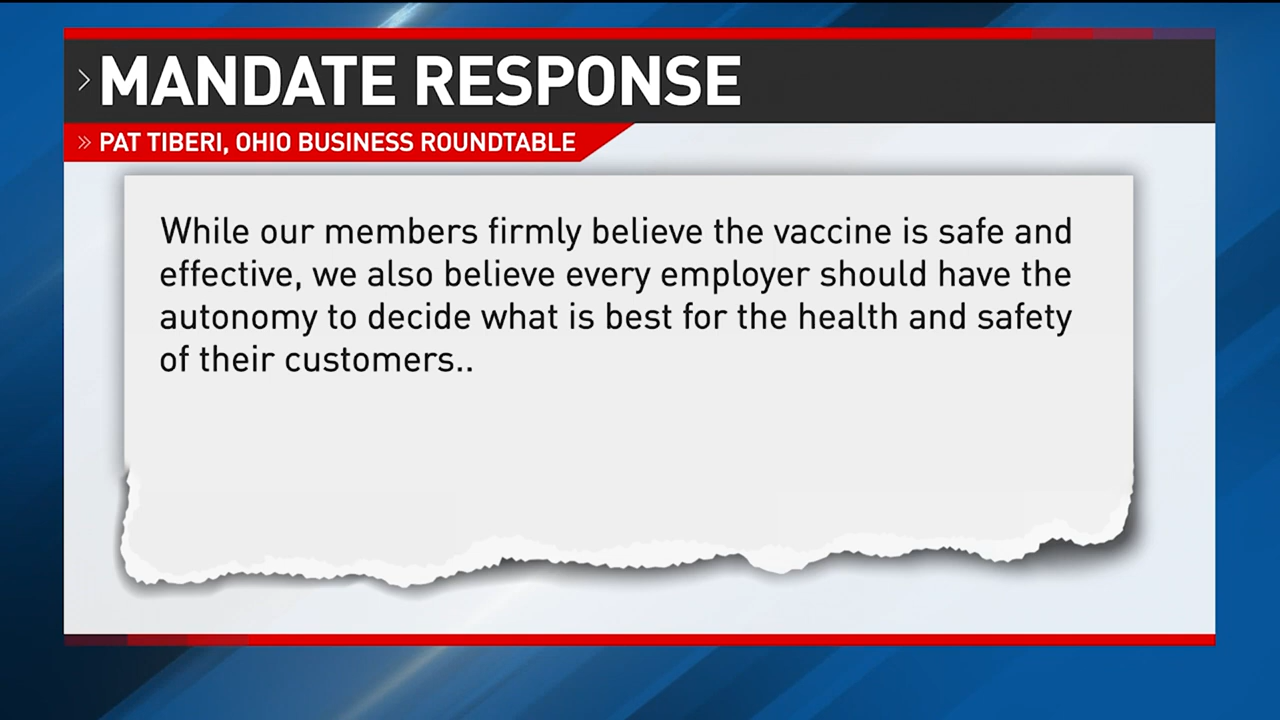 MANDATE RESPONSE
PAT TIBERI, OHIO BUSINESS ROUNDTABLE
While our members firmly believe the vaccine is safe and
effective, we also believe every employer should have the
autonomy to decide what is best for the health and safety
of their customers..